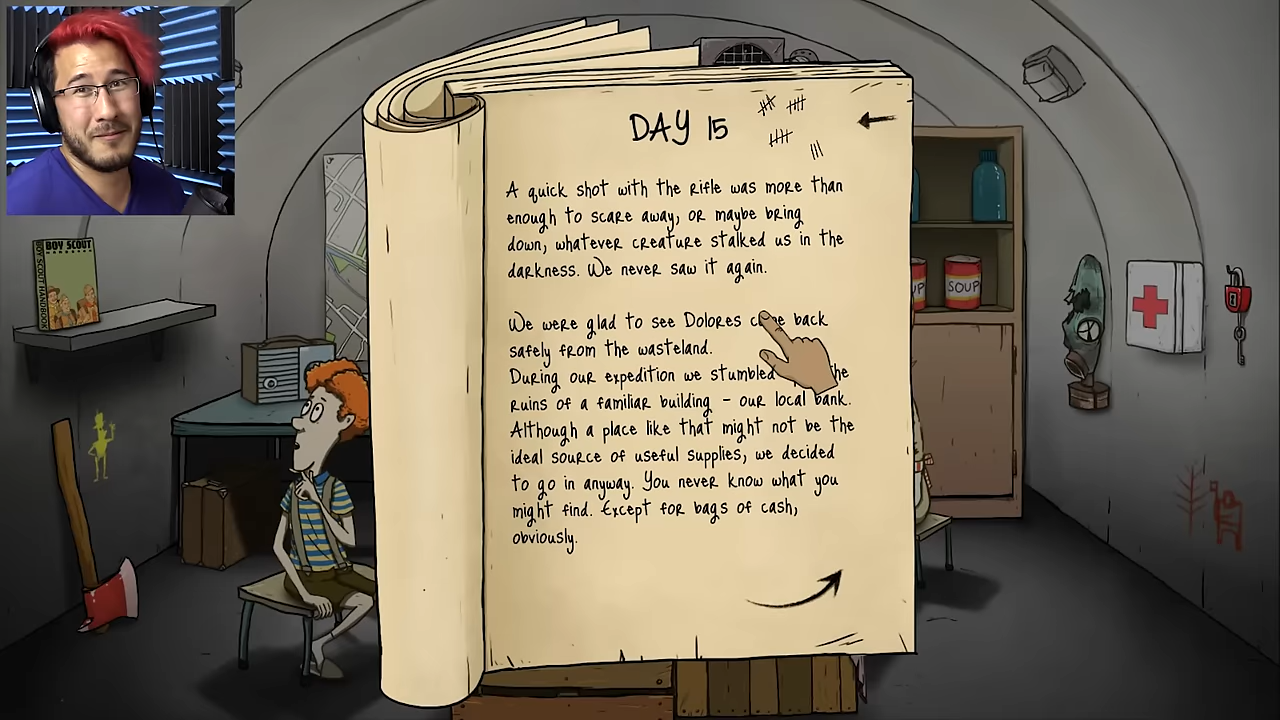 DAY 15
A quick shot with the rifle was more than
enough to scare away, or maybe bring
down, whatever creature stalked us in the
darkness. We never saw it again.
We were glad to see Dolores back
safely from the wasteland.
During our expedition we stumbled
ruins of a familiar building - our local bank.
Although a place like that might not be the
ideal source of useful supplies, we decided
to go in anyway. You never know what you
might find. Except for bags of cash,
obviously.
BOY SCOUT
BOY SCOUT HANDBOOK
UP
SOUP